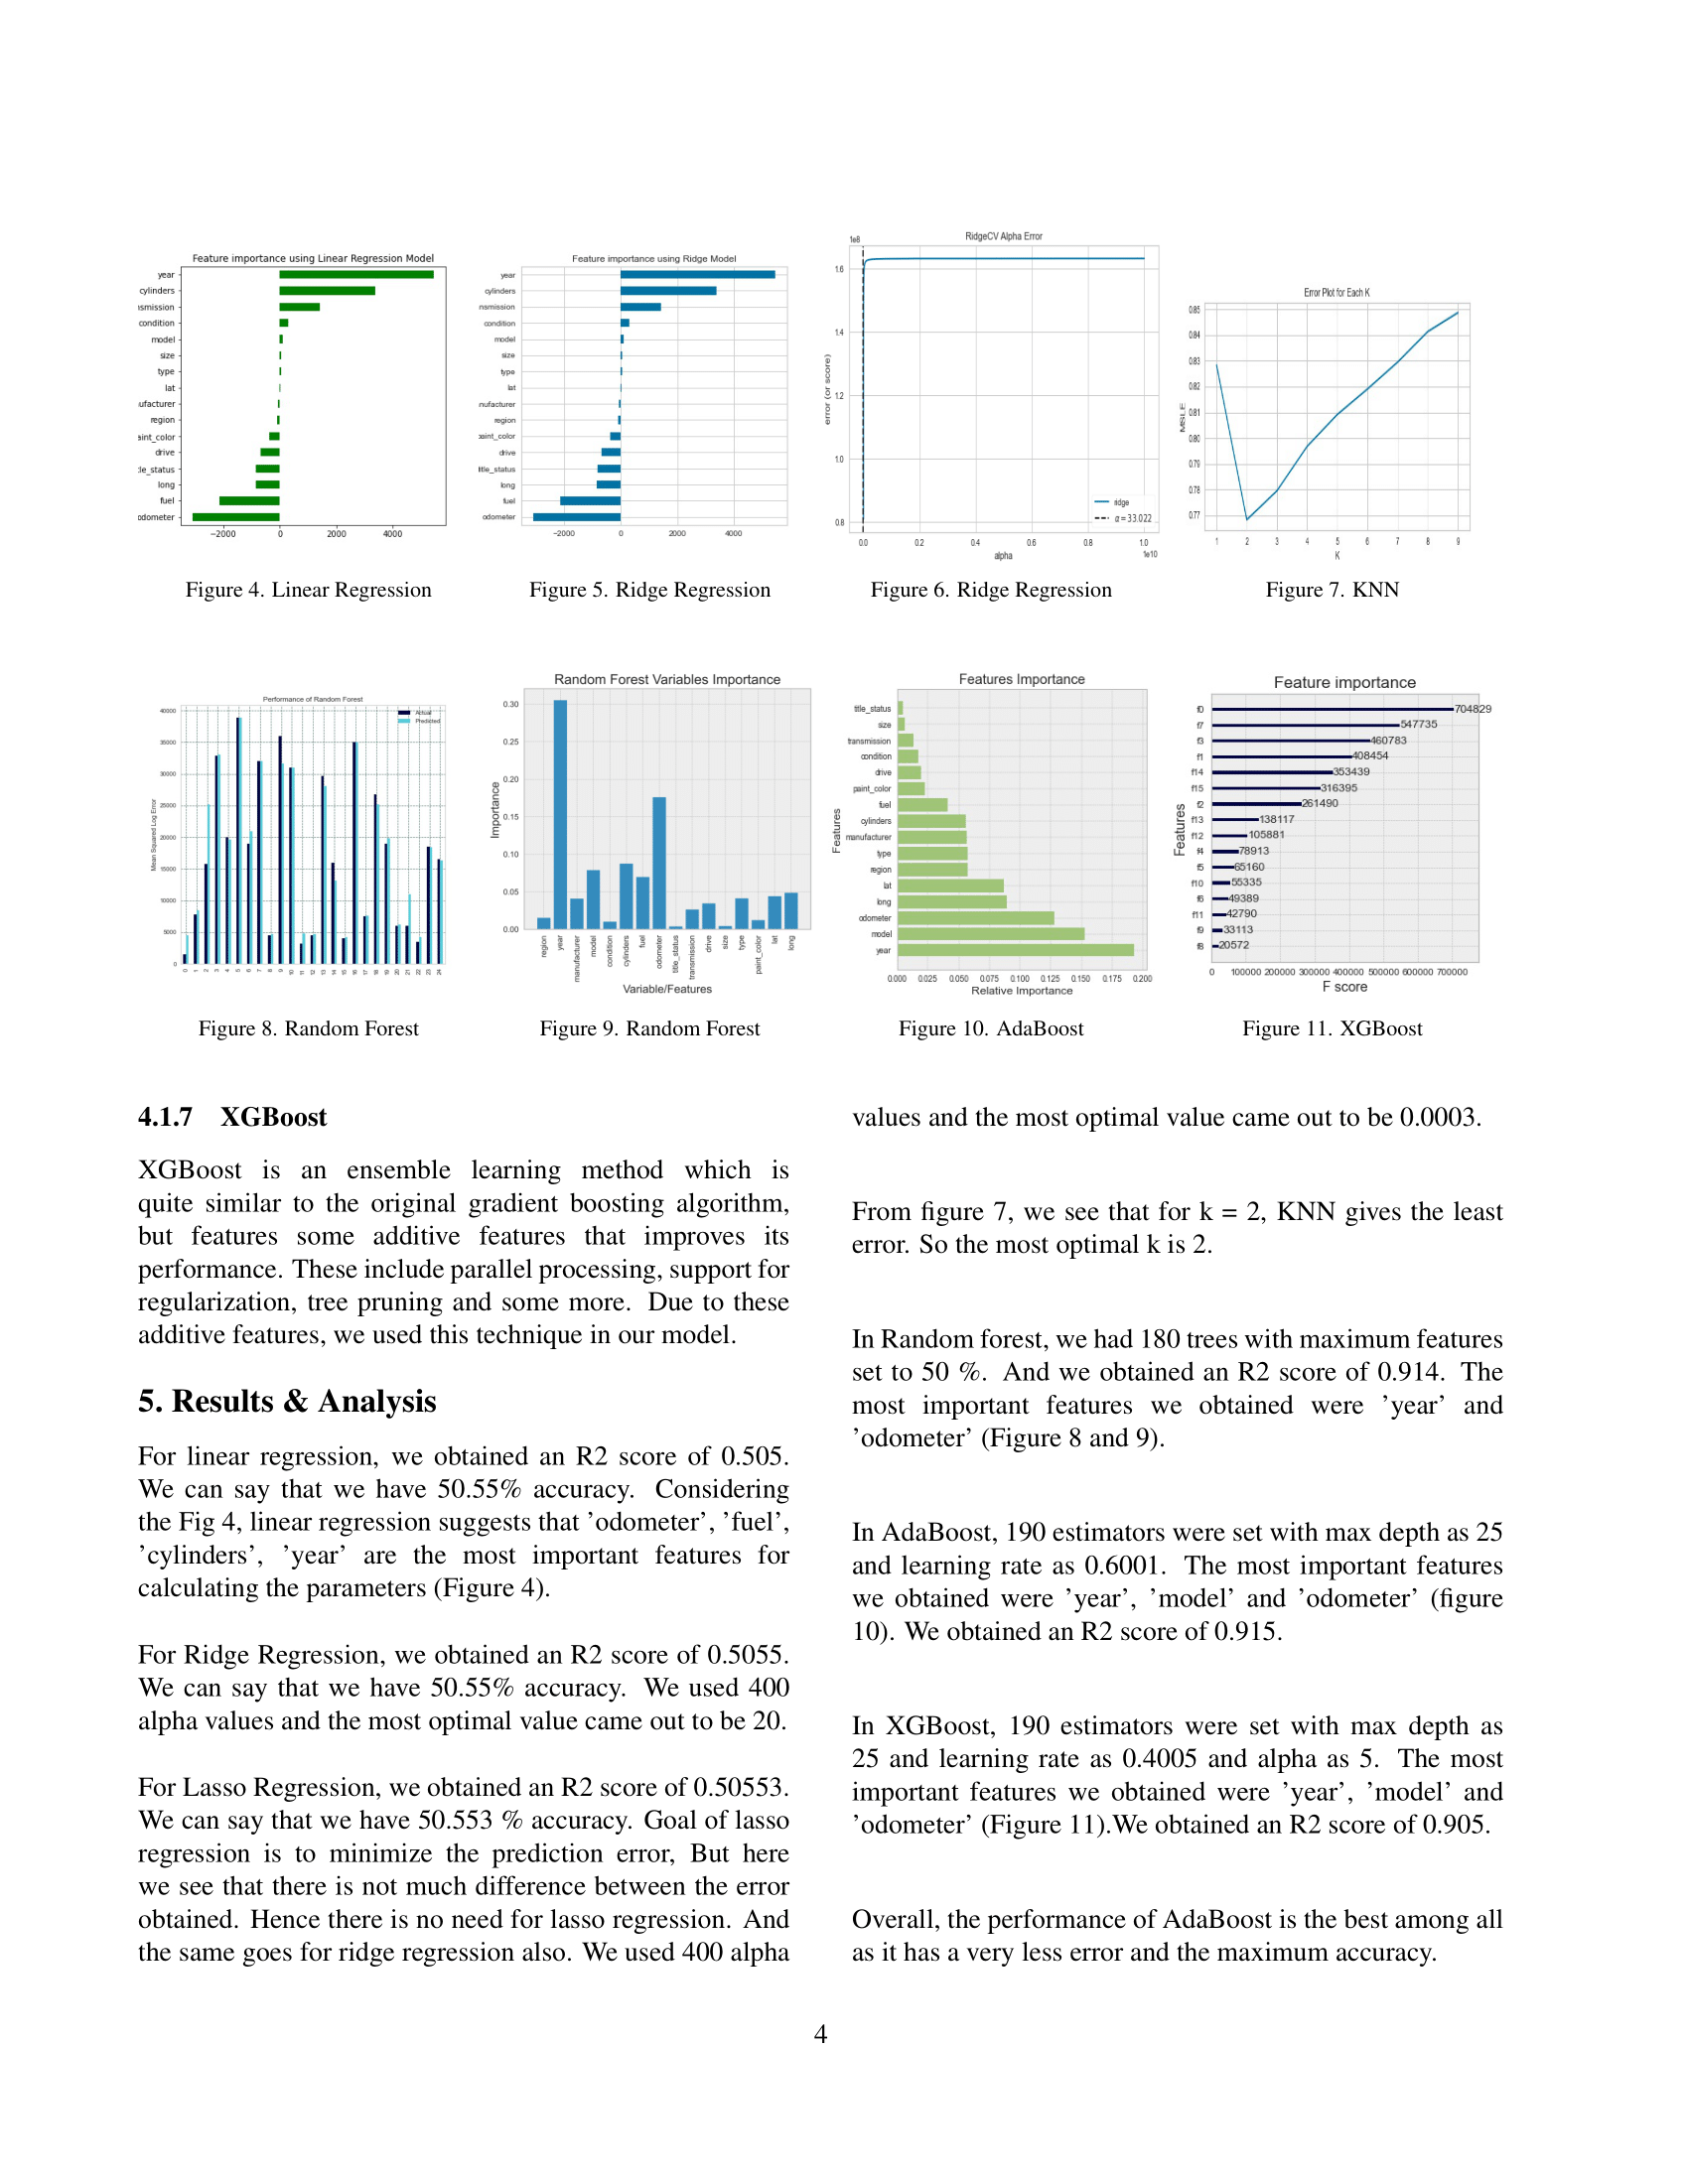 Feature importance using Linear Regression Model
year
cylinders
nsmission
condition
model
size
type
lat
ufacturer
region
aint_color
drive
tle_status
long
fuel
odometer
−2000 0 2000 4000
Figure 4. Linear Regression
Feature importance using Ridge Model
year
cylinders
nsmission
condition
model
size
type
lat
nufacturer
region
paint_color
drive
title_status
long
fuel
odometer
−2000 0 2000 4000
Figure 5. Ridge Regression
RidgeCV Alpha Error
1e8
1.6
1.4
1.2
1.0
0.8
error (or score)
ridge
α = 33.022
0.0 0.2 0.4 0.6 0.8 1.0
1e10
alpha
Figure 6. Ridge Regression
Error Plot for Each K
0.85
0.84
0.83
0.82
0.81
0.80
0.79
0.78
0.77
MSLE
1 2 3 4 5 6 7 8 9
K
Figure 7. KNN
Performance of Random Forest
Actual
Predicted
40000
35000
30000
25000
20000
15000
10000
5000
0
Mean Squared Log Error
0 1 2 3 4 5 6 7 8 9 10 11 12 13 14 15 16 17 18 19 20 21 22 23 24
Figure 8. Random Forest
Random Forest Variables Importance
0.30
0.25
0.20
0.15
0.10
0.05
0.00
Importance
region year manufacturer model condition cylinders fuel odometer title_status transmission drive size type paint_color lat long
Variable/Features
Figure 9. Random Forest
Features Importance
title_status
size
transmission
condition
drive
paint_color
fuel
cylinders
manufacturer
type
region
lat
long
odometer
model
year
Features
0.000 0.025 0.050 0.075 0.100 0.125 0.150 0.175 0.200
Relative Importance
Figure 10. AdaBoost
Feature importance
f0 704829
f7 547735
f3 460783
f1 408454
f14 353439
f15 316395
f2 261490
f13 138117
f12 105881
f4 78913
f5 65160
f10 55335
f6 49389
f11 42790
f9 33113
f8 20572
Features
0 100000 200000 300000 400000 500000 600000 700000
F score
Figure 11. XGBoost
4.1.7 XGBoost
XGBoost is an ensemble learning method which is
quite similar to the original gradient boosting algorithm,
but features some additive features that improves its
performance. These include parallel processing, support for
regularization, tree pruning and some more. Due to these
additive features, we used this technique in our model.
5. Results & Analysis
For linear regression, we obtained an R2 score of 0.505.
We can say that we have 50.55% accuracy. Considering
the Fig 4, linear regression suggests that ’odometer’, ’fuel’,
’cylinders’, ’year’ are the most important features for
calculating the parameters (Figure 4).
For Ridge Regression, we obtained an R2 score of 0.5055.
We can say that we have 50.55% accuracy. We used 400
alpha values and the most optimal value came out to be 20.
For Lasso Regression, we obtained an R2 score of 0.50553.
We can say that we have 50.553 % accuracy. Goal of lasso
regression is to minimize the prediction error, But here
we see that there is not much difference between the error
obtained. Hence there is no need for lasso regression. And
the same goes for ridge regression also. We used 400 alpha
values and the most optimal value came out to be 0.0003.
From figure 7, we see that for k = 2, KNN gives the least
error. So the most optimal k is 2.
In Random forest, we had 180 trees with maximum features
set to 50 %. And we obtained an R2 score of 0.914. The
most important features we obtained were ’year’ and
’odometer’ (Figure 8 and 9).
In AdaBoost, 190 estimators were set with max depth as 25
and learning rate as 0.6001. The most important features
we obtained were ’year’, ’model’ and ’odometer’ (figure
10). We obtained an R2 score of 0.915.
In XGBoost, 190 estimators were set with max depth as
25 and learning rate as 0.4005 and alpha as 5. The most
important features we obtained were ’year’, ’model’ and
’odometer’ (Figure 11).We obtained an R2 score of 0.905.
Overall, the performance of AdaBoost is the best among all
as it has a very less error and the maximum accuracy.
4